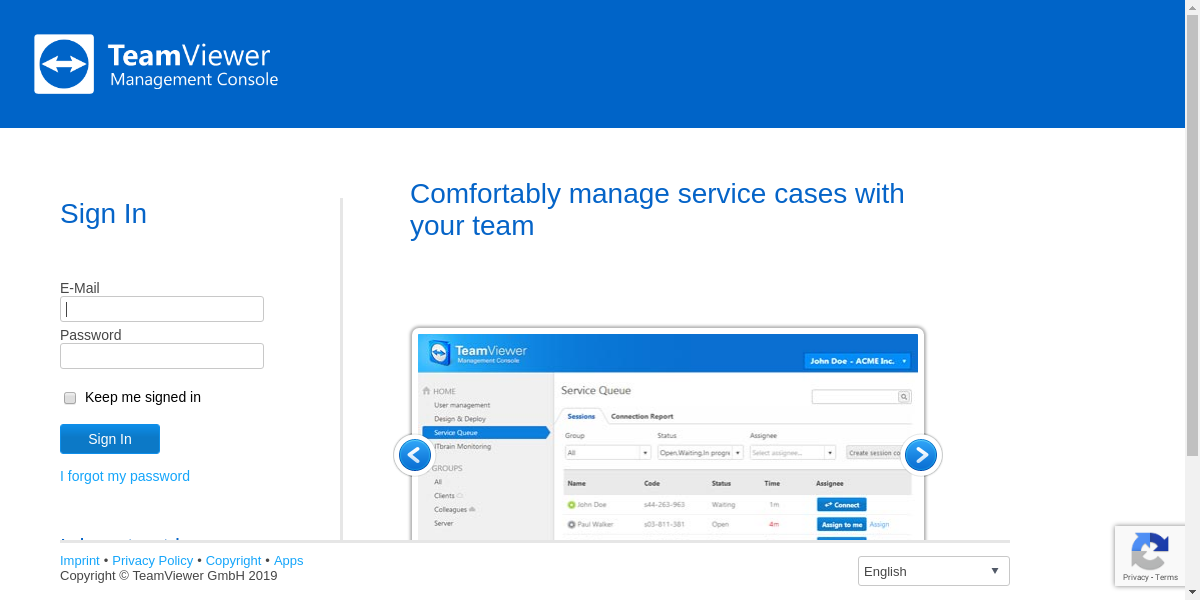 TeamViewer
Management Console
Sign In
E-Mail
Password
Keep me signed in
Sign In
I forgot my password
Comfortably manage service cases with
your team
TeamViewer
Management Console
John Doe - ACME Inc.
HOME
User management
Design & Deploy
Service Queue
ITbrain Monitoring
GROUPS
All
Clients
Colleagues
Server
Service Queue
Sessions Connection Report
Group Status Assignee
All Open,Waiting,In progr Select assignee... Create session co
Name Code Status Time Assignee
John Doe s44-263-963 Waiting 1m Connect
Paul Walker s03-811-381 Open 4m Assign to me Assign
Imprint • Privacy Policy • Copyright • Apps
Copyright © TeamViewer GmbH 2019
English
Privacy - Terms